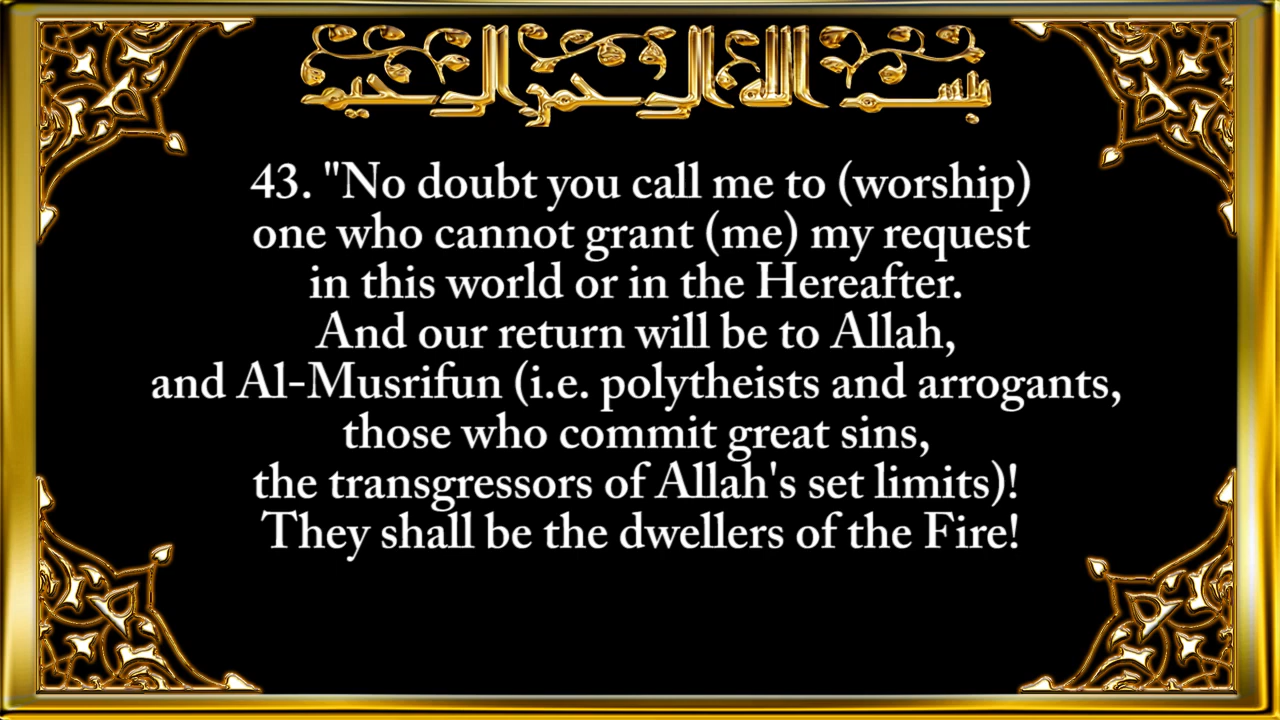 بسم الله الرحمن الرحيم
43. "No doubt you call me to (worship)
one who cannot grant (me) my request
in this world or in the Hereafter.
And our return will be to Allah,
and Al-Musrifun (i.e. polytheists and arrogants,
those who commit great sins,
the transgressors of Allah's set limits)!
They shall be the dwellers of the Fire!